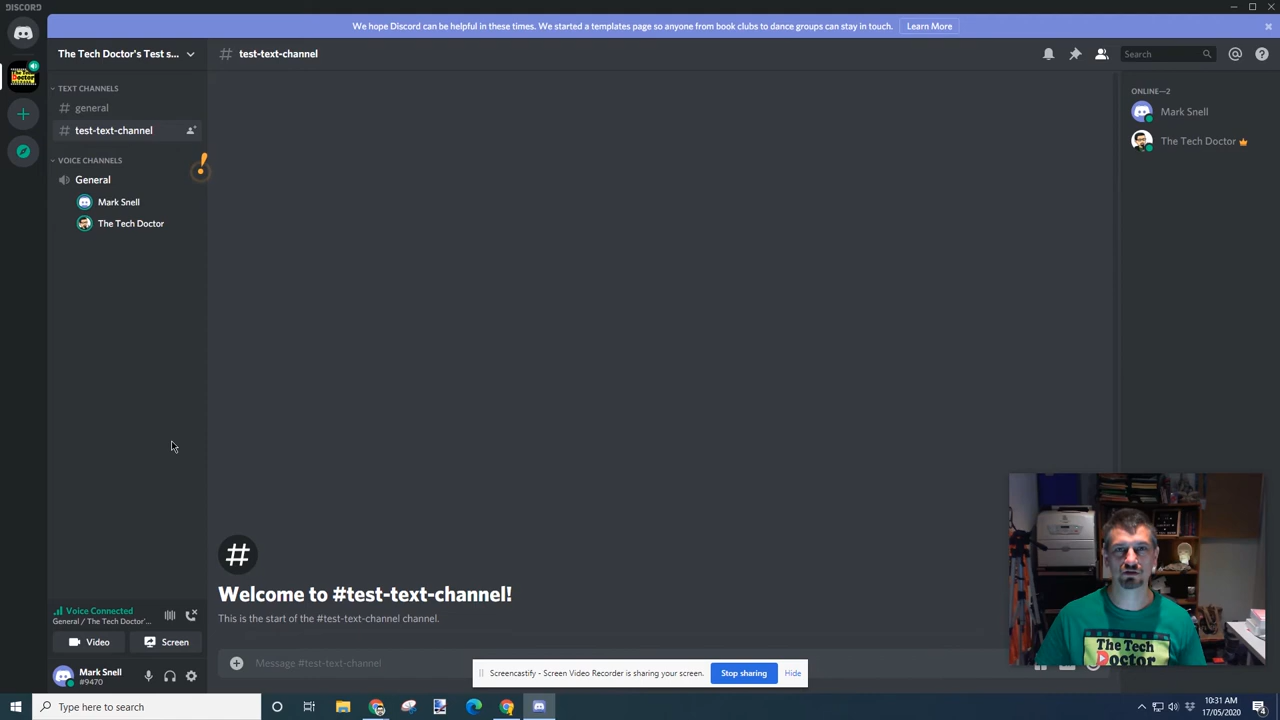 DISCORD
We hope Discord can be helpful in these times. We started a templates page so anyone from book clubs to dance groups can stay in touch.
Learn More
The Tech Doctor's Test s...
# test-text-channel
Search
TEXT CHANNELS
# general
# test-text-channel
VOICE CHANNELS
General
Mark Snell
The Tech Doctor
ONLINE—2
Mark Snell
The Tech Doctor
The Tech Doctor
#
Welcome to #test-text-channel!
This is the start of the #test-text-channel channel.
Voice Connected
General / The Tech Doctor'...
Video
Screen
Message #test-text-channel
Screencastify - Screen Video Recorder is sharing your screen.
Stop sharing
Hide
Mark Snell
#9470
The Tech
Doctor
Type here to search
10:31 AM
17/05/2020
4